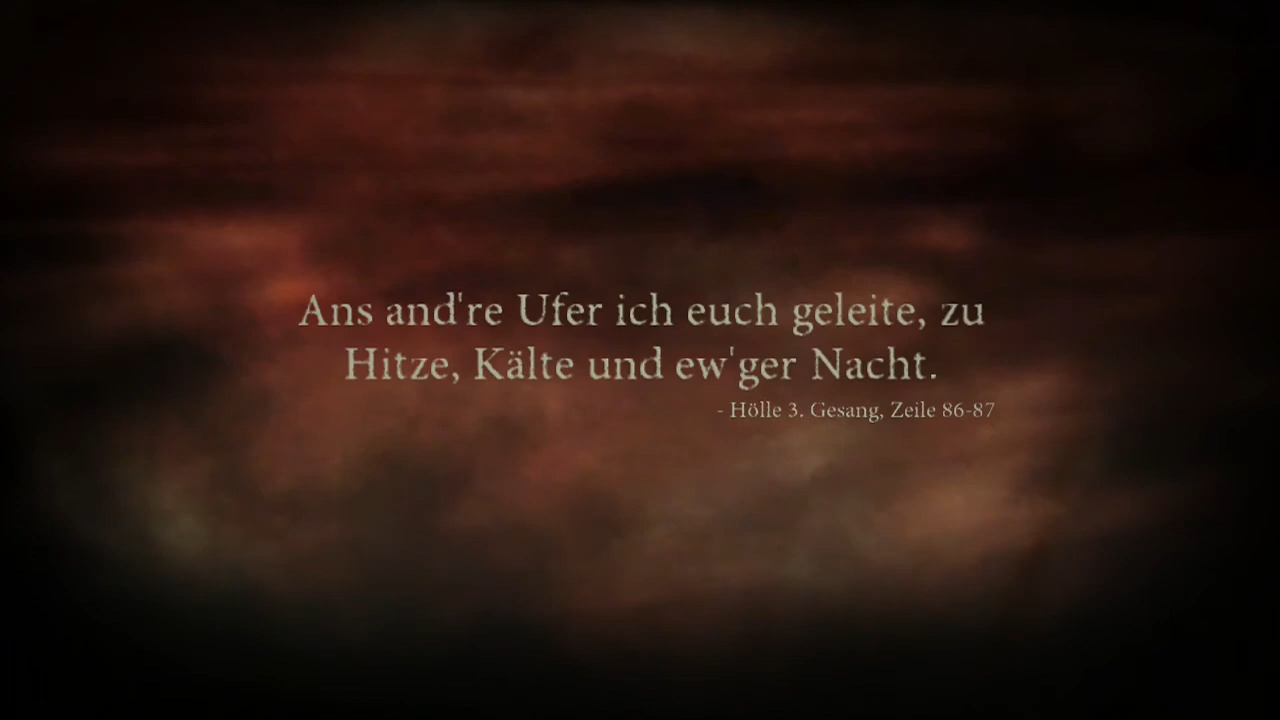 Ans and're Ufer ich euch geleite, zu
Hitze, Kälte und ew'ger Nacht.
- Hölle 3. Gesang, Zeile 86-87